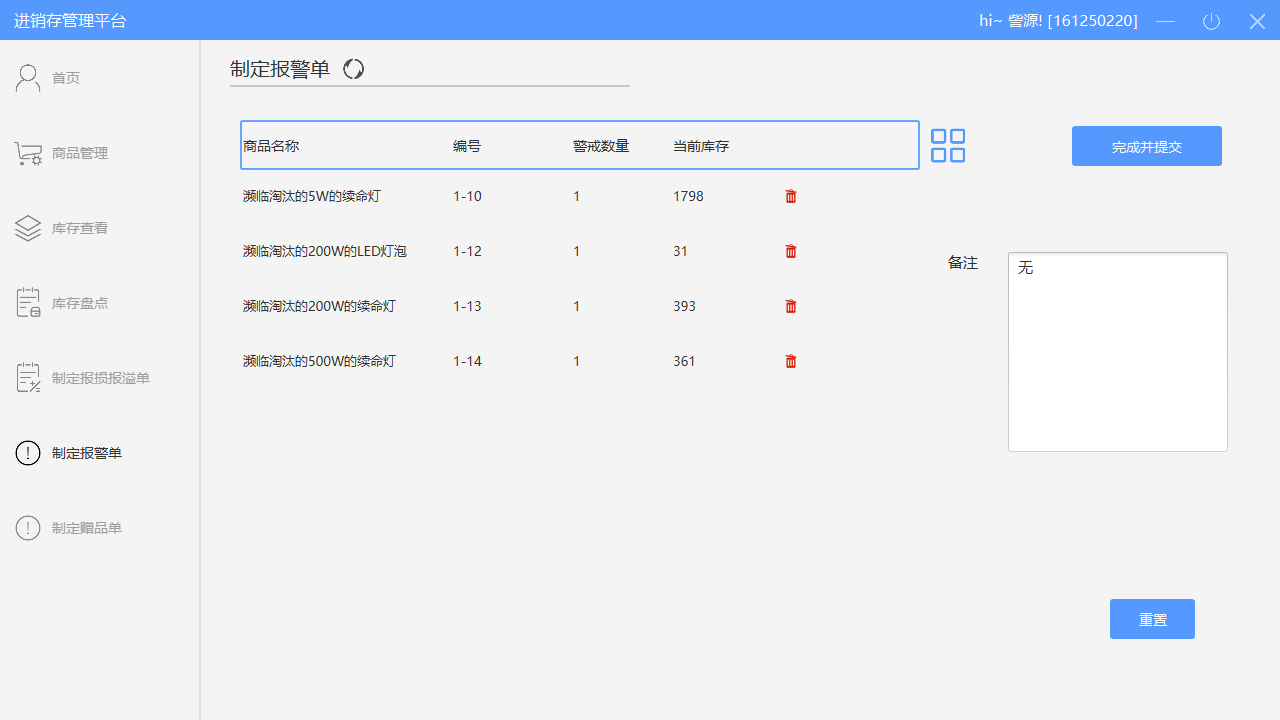 进销存管理平台
hi~ 訾源! [161250220]
首页
商品管理
库存查看
库存盘点
制定报损报溢单
制定报警单
制定赠品单
制定报警单
商品名称 编号 警戒数量 当前库存
濒临淘汰的5W的续命灯 1-10 1 1798
濒临淘汰的200W的LED灯泡 1-12 1 31
濒临淘汰的200W的续命灯 1-13 1 393
濒临淘汰的500W的续命灯 1-14 1 361
完成并提交
备注
无
重置